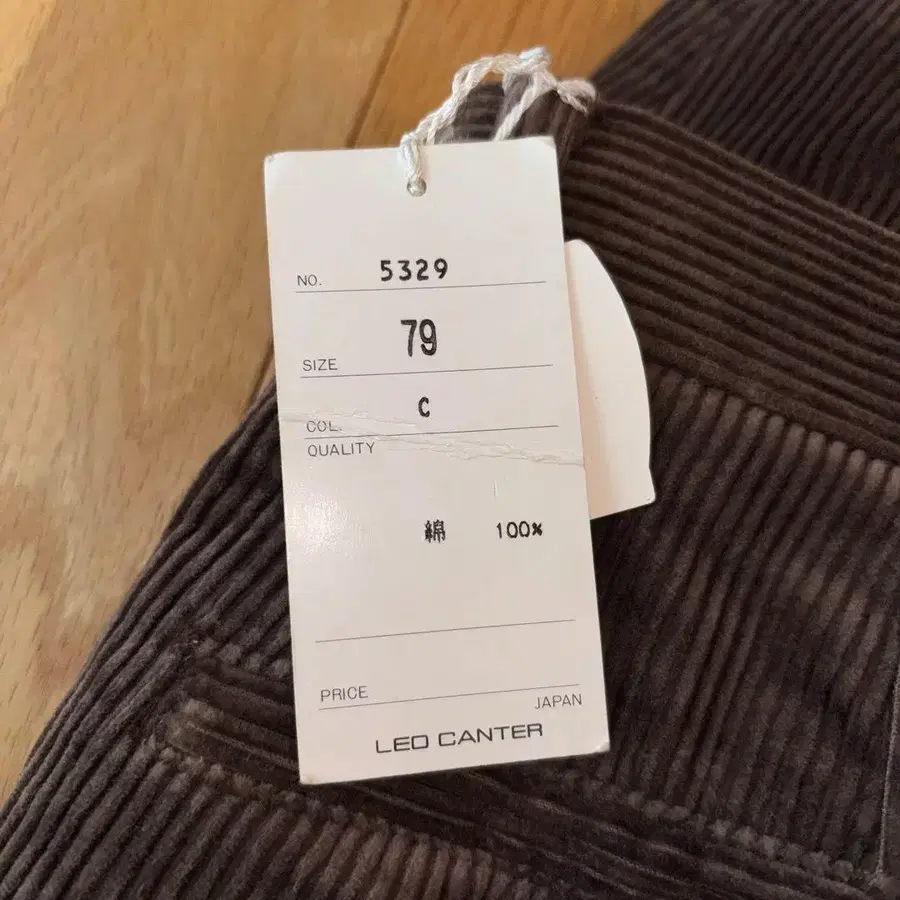 NO. 5329
SIZE 79
COL. C
QUALITY
綿 100%
PRICE
JAPAN
LEO CANTER